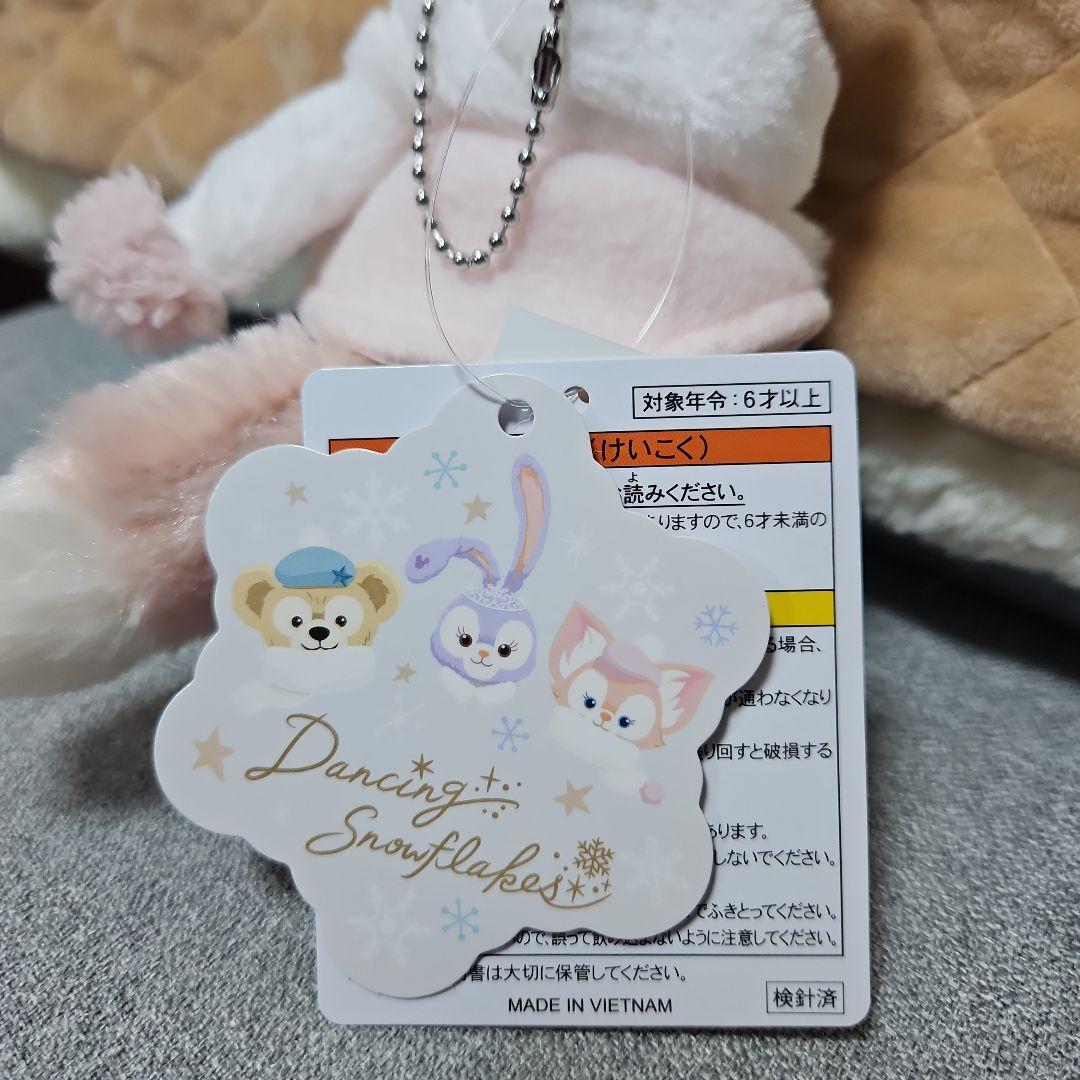 対象年令:6才以上
(けいこく)
よ
読みください。
ありますので、6才未満の
場合、
が通わなくなり
り回すと破損する
あります。
しないでください。
でふきとってください。
ので、誤って飲み込まないように注意してください。
書は大切に保管してください。
MADE IN VIETNAM
検針済
Dancing
Snowflakes